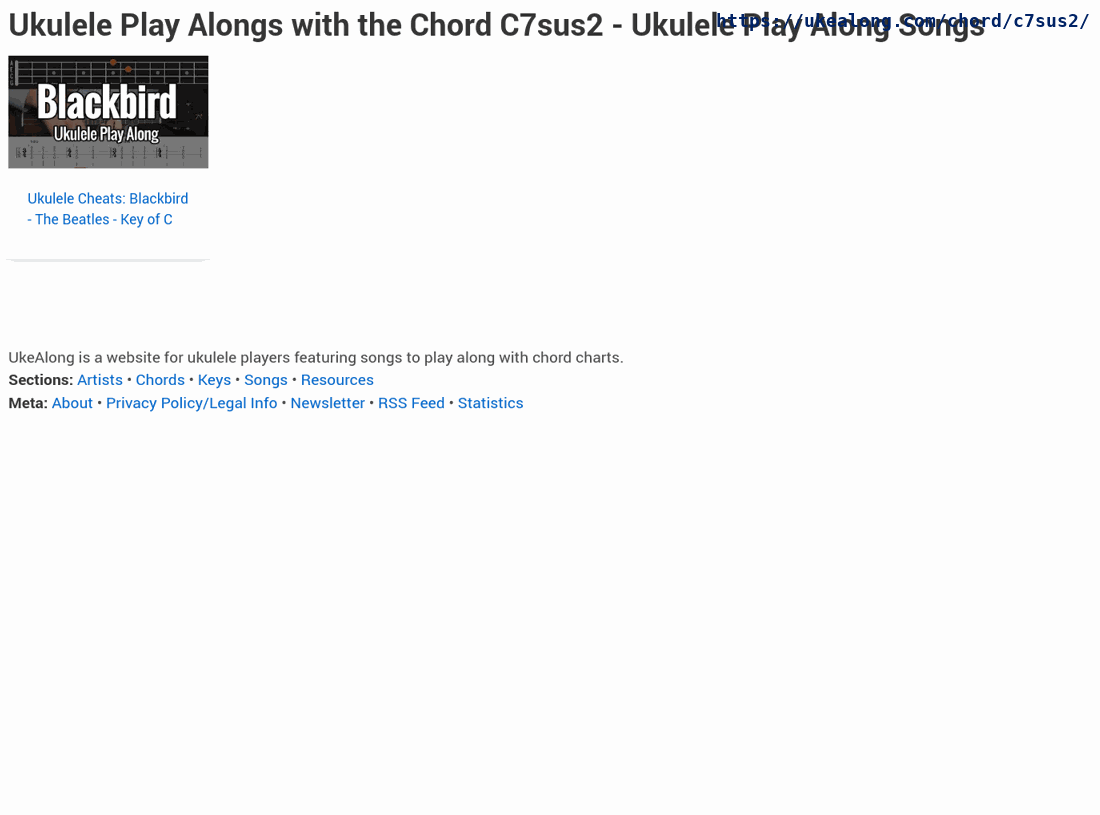 Ukulele Play Alongs with the Chord C7sus2 - Ukulele Play Along Songs
https://ukealong.com/chord/c7sus2/
Blackbird
Ukulele Play Along
Ukulele Cheats: Blackbird
- The Beatles - Key of C
UkeAlong is a website for ukulele players featuring songs to play along with chord charts.
Sections: Artists • Chords • Keys • Songs • Resources
Meta: About • Privacy Policy/Legal Info • Newsletter • RSS Feed • Statistics